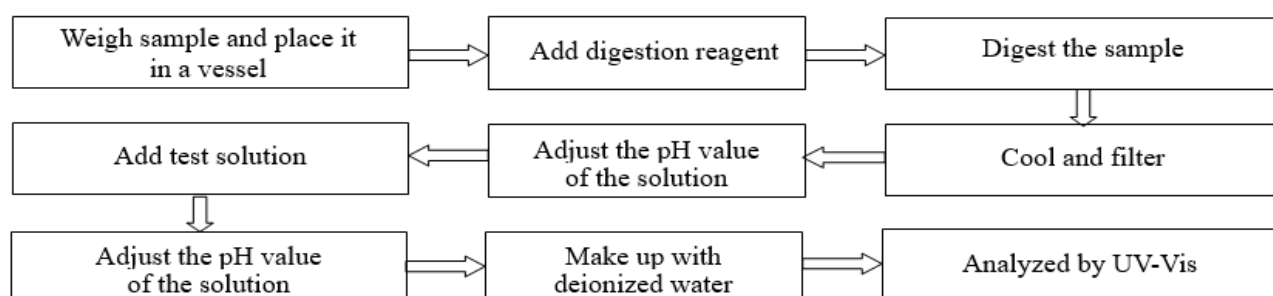 Weigh sample and place it
in a vessel
Add digestion reagent
Digest the sample
Cool and filter
Adjust the pH value
of the solution
Add test solution
Adjust the pH value
of the solution
Make up with
deionized water
Analyzed by UV-Vis